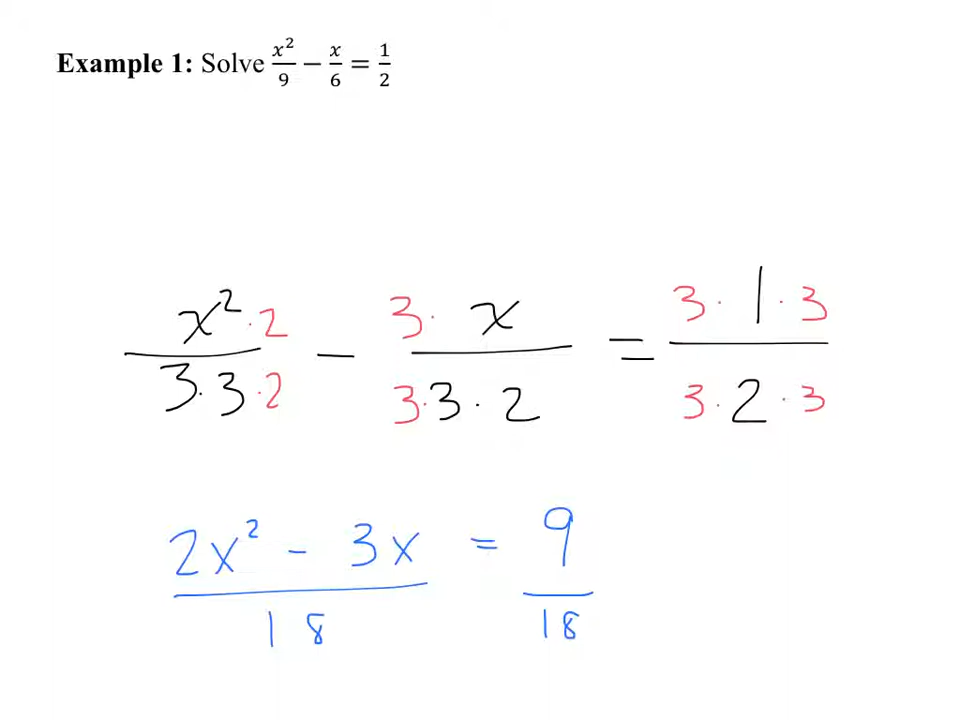 Example 1: Solve x²/9 − x/6 = 1/2
x²·2/3·3·2 − 3·x/3·3·2 = 3·1·3/3·2·3
2x² − 3x/18 = 9/18